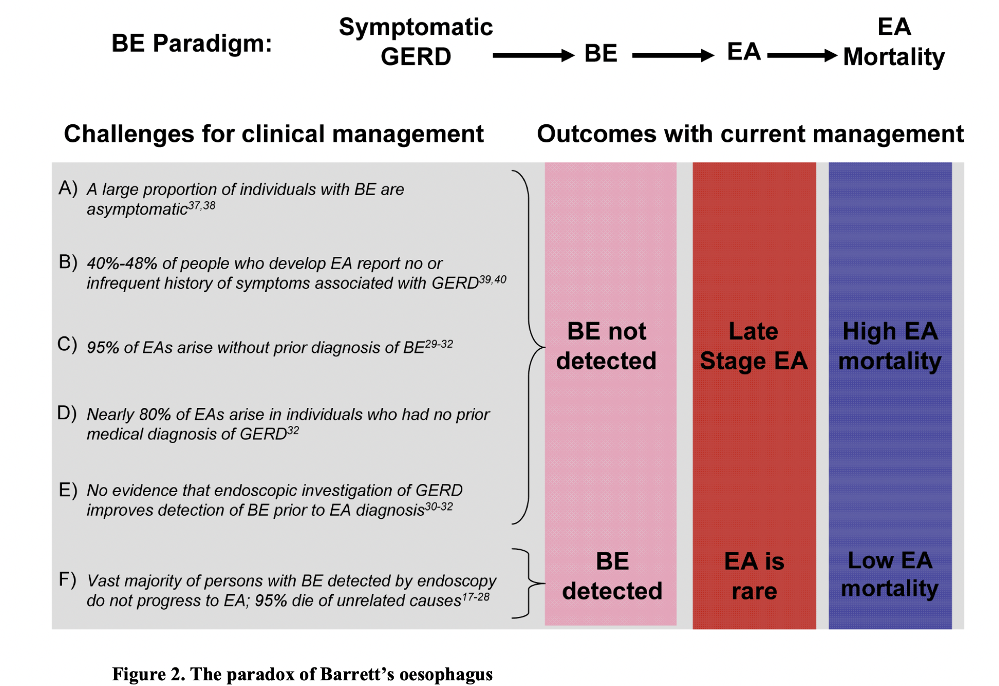 BE Paradigm:
Symptomatic
GERD
BE
EA
EA
Mortality
Challenges for clinical management
Outcomes with current management
A) A large proportion of individuals with BE are
asymptomatic37,38
B) 40%-48% of people who develop EA report no or
infrequent history of symptoms associated with GERD39,40
C) 95% of EAs arise without prior diagnosis of BE29-32
D) Nearly 80% of EAs arise in individuals who had no prior
medical diagnosis of GERD32
E) No evidence that endoscopic investigation of GERD
improves detection of BE prior to EA diagnosis30-32
F) Vast majority of persons with BE detected by endoscopy
do not progress to EA; 95% die of unrelated causes17-28
BE not
detected
Late
Stage EA
High EA
mortality
BE
detected
EA is
rare
Low EA
mortality
Figure 2. The paradox of Barrett’s oesophagus